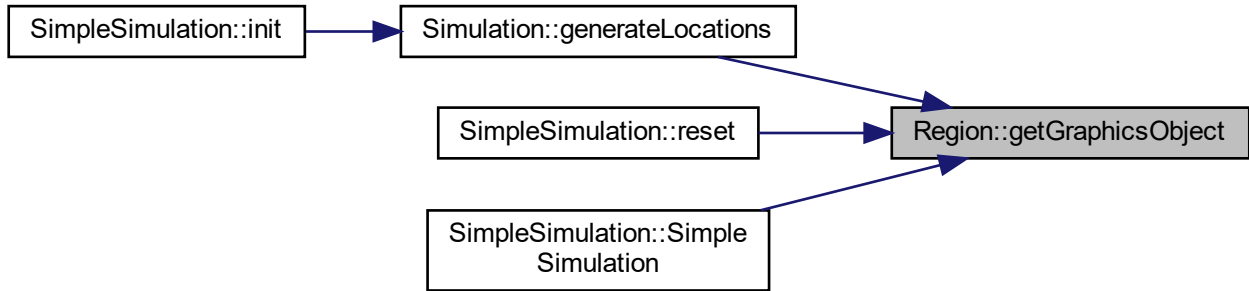 SimpleSimulation::init
Simulation::generateLocations
SimpleSimulation::reset
Region::getGraphicsObject
SimpleSimulation::Simple
Simulation